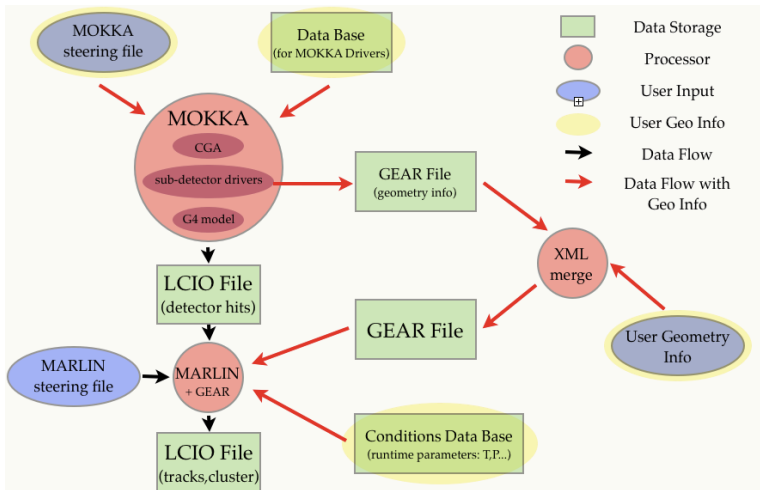 MOKKA
steering file
Data Base
(for MOKKA Drivers)
Data Storage
Processor
User Input
User Geo Info
Data Flow
Data Flow with
Geo Info
MOKKA
CGA
sub-detector drivers
G4 model
GEAR File
(geometry info)
XML
merge
LCIO File
(detector hits)
GEAR File
User Geometry
Info
MARLIN
steering file
MARLIN
+ GEAR
Conditions Data Base
(runtime parameters: T,P...)
LCIO File
(tracks,cluster)